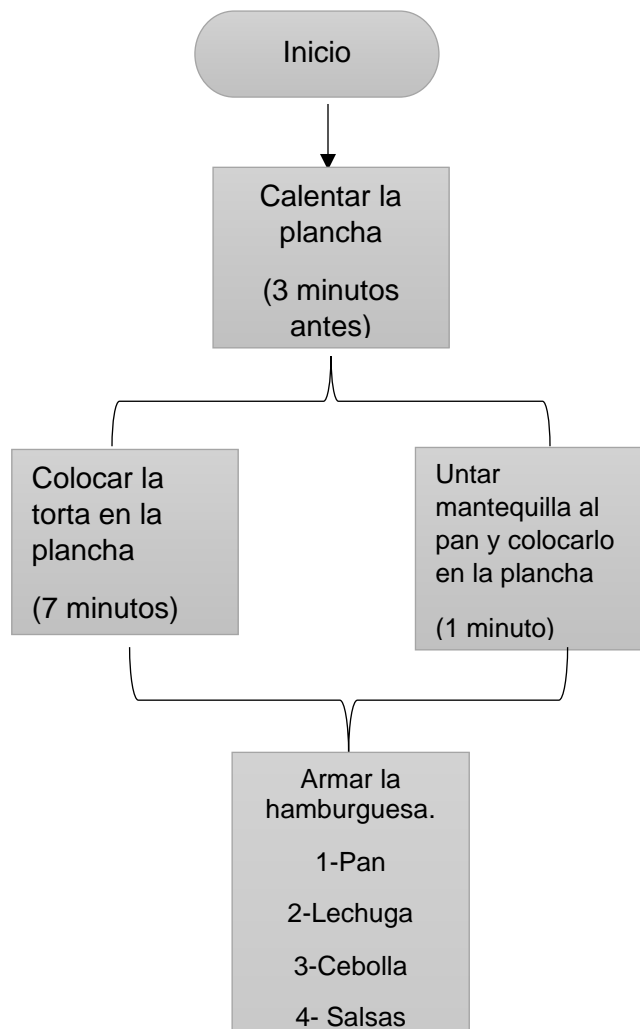 Inicio
Calentar la
plancha
(3 minutos
antes)
Colocar la
torta en la
plancha
(7 minutos)
Untar
mantequilla al
pan y colocarlo
en la plancha
(1 minuto)
Armar la
hamburguesa.
1-Pan
2-Lechuga
3-Cebolla
4- Salsas